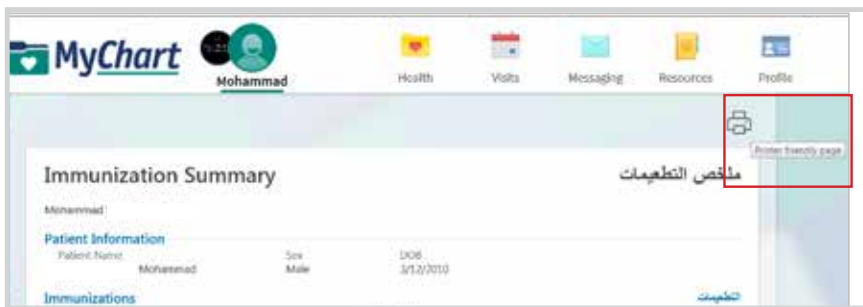 MyChart
Mohammad
Health Visits Messaging Resources Profile
Printer friendly page
Immunization Summary ملخص التطعيمات
Mohammad
Patient Information
Patient Name Sex DOB
Mohammad Male 3/12/2010
Immunizations التطعيمات